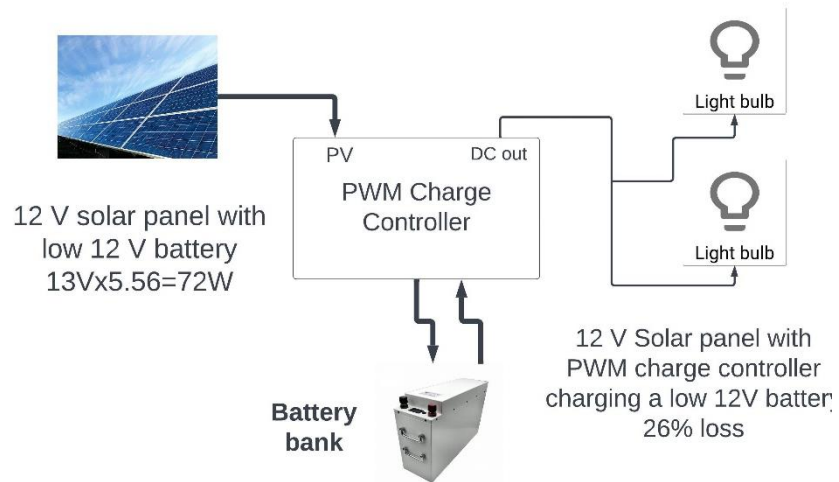 Light bulb
PV
DC out
PWM Charge
Controller
12 V solar panel with
low 12 V battery
13Vx5.56=72W
Light bulb
Battery
bank
12 V Solar panel with
PWM charge controller
charging a low 12V battery
26% loss